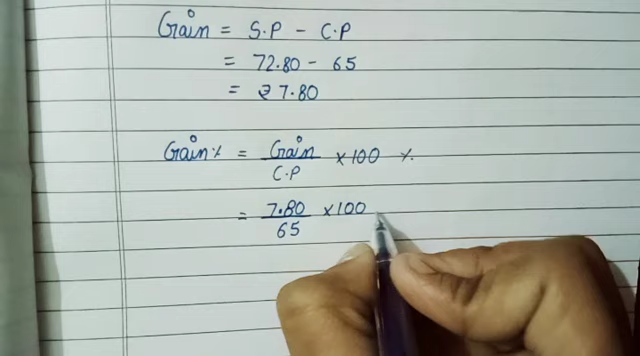 Gain = S.P - C.P
= 72.80 - 65
= ₹ 7.80
Gain% = Gain/C.P × 100 %
= 7.80/65 × 100